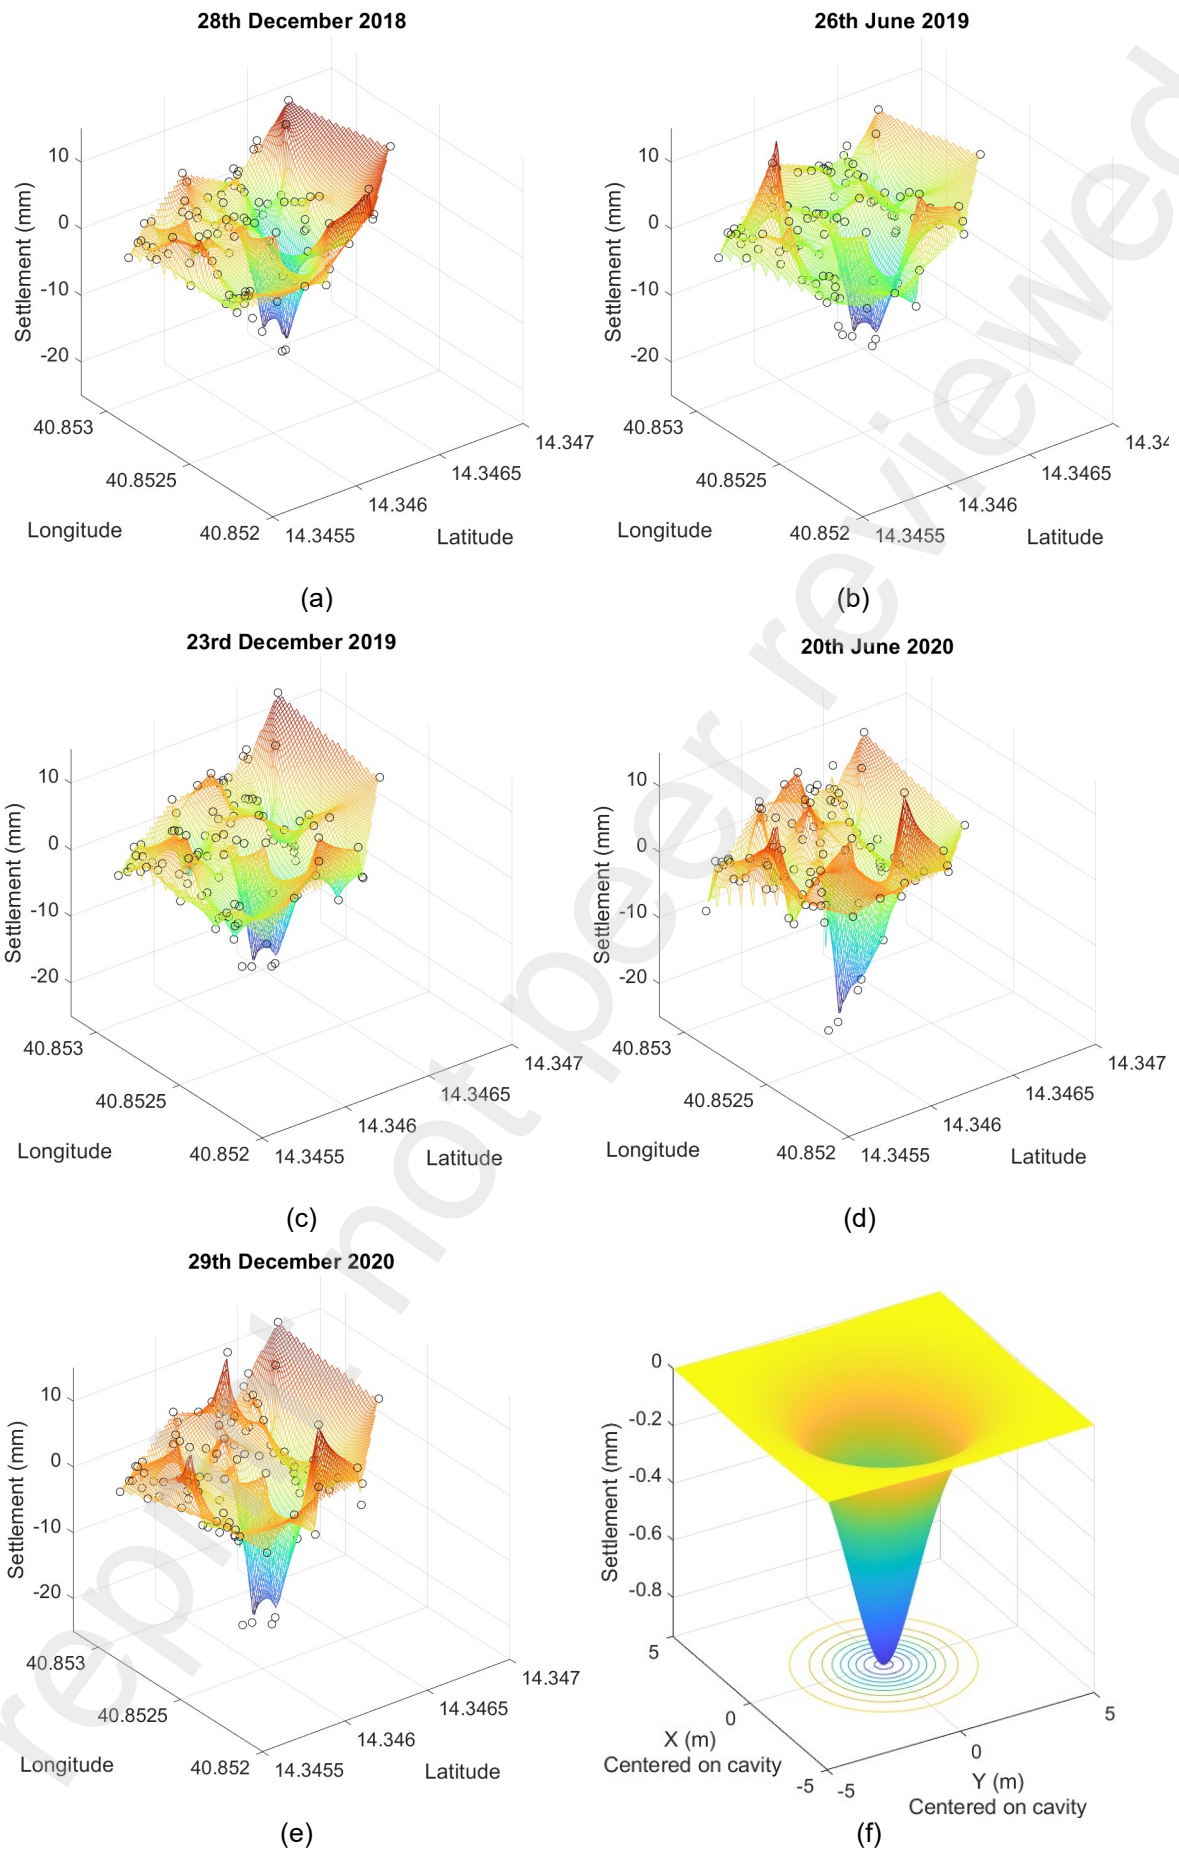 28th December 2018
26th June 2019
10
0
-10
-20
Settlement (mm)
40.853
40.8525
40.852
Longitude
14.3455
14.346
14.3465
14.347
Latitude
(a)
10
0
-10
-20
Settlement (mm)
40.853
40.8525
40.852
Longitude
14.3455
14.346
14.3465
14.34
Latitude
(b)
23rd December 2019
20th June 2020
10
0
-10
-20
Settlement (mm)
40.853
40.8525
40.852
Longitude
14.3455
14.346
14.3465
14.347
Latitude
(c)
10
0
-10
-20
Settlement (mm)
40.853
40.8525
40.852
Longitude
14.3455
14.346
14.3465
14.347
Latitude
(d)
29th December 2020
10
0
-10
-20
Settlement (mm)
40.853
40.8525
40.852
Longitude
14.3455
14.346
14.3465
14.347
Latitude
(e)
0
-0.2
-0.4
-0.6
-0.8
Settlement (mm)
5
0
-5
X (m)
Centered on cavity
-5
0
5
Y (m)
Centered on cavity
(f)
reprint not peer reviewed